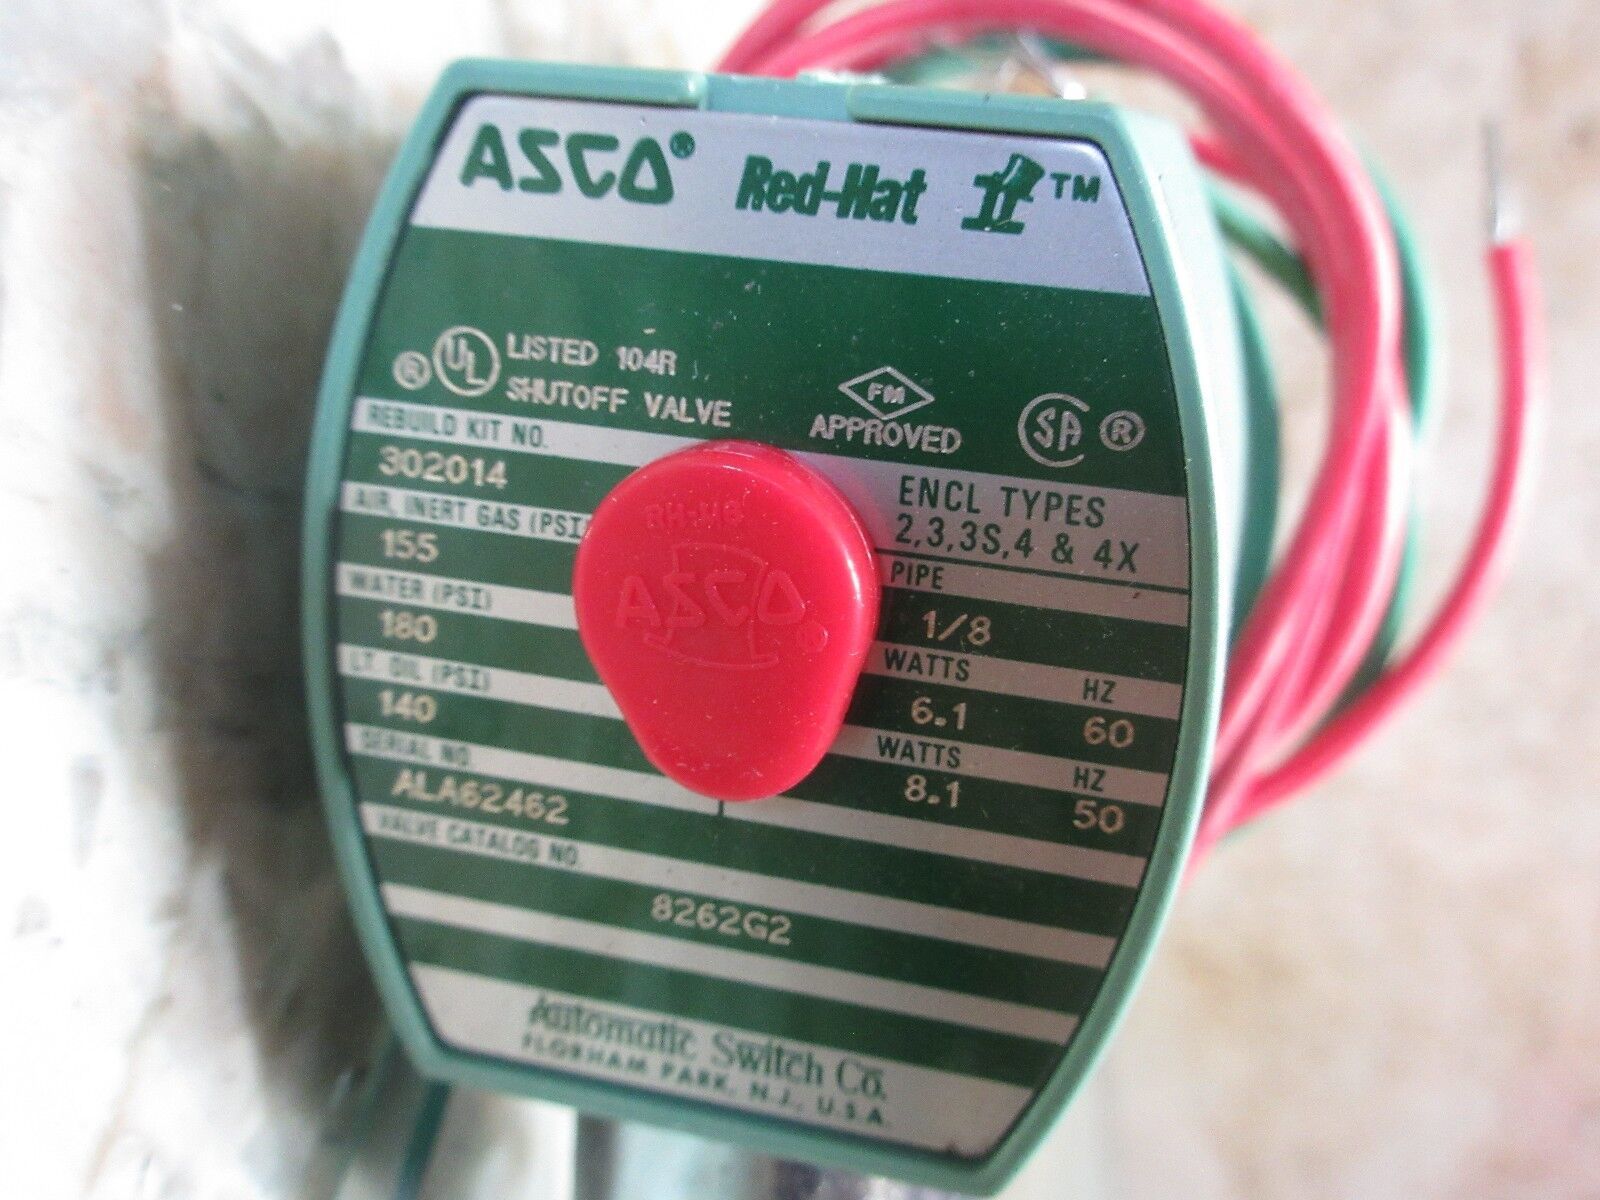 ASCO® Red-Hat II™
® UL LISTED 104R
SHUTOFF VALVE
FM
APPROVED
SA ®
REBUILD KIT NO.
302014
AIR, INERT GAS (PSI)
155
WATER (PSI)
180
LT. OIL (PSI)
140
SERIAL NO.
ALA62462
ENCL TYPES
2,3,3S,4 & 4X
PIPE
1/8
WATTS HZ
6.1 60
WATTS HZ
8.1 50
VALVE CATALOG NO.
8262G2
Automatic Switch Co.
FLORHAM PARK, N.J., U.S.A.
ASCO®